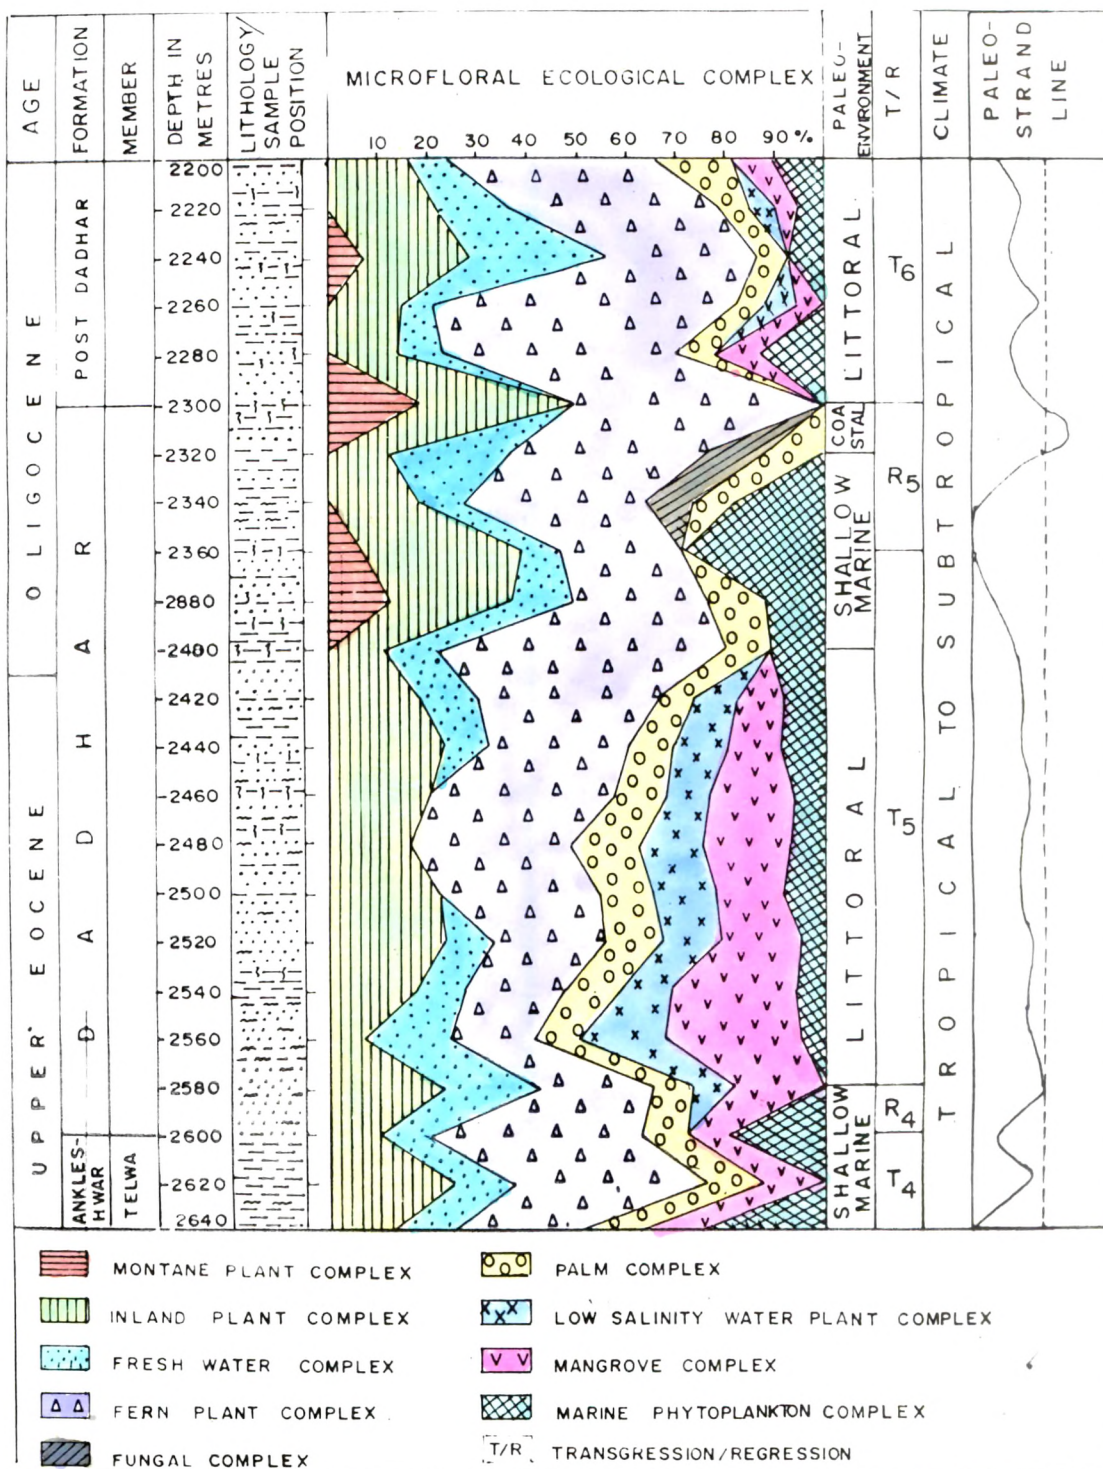 AGE
FORMATION
MEMBER
DEPTH IN METRES
LITHOLOGY/ SAMPLE POSITION
MICROFLORAL ECOLOGICAL COMPLEX
10 20 30 40 50 60 70 80 90 %
PALEO-ENVIRONMENT
T/R
CLIMATE
PALEO-STRAND LINE
OLIGOCENE
UPPER EOCENE
POST DADHAR
DADHAR
ANKLES-HWAR
TELWA
2200
2220
2240
2260
2280
2300
2320
2340
2360
2880
2480
2420
2440
2460
2480
2500
2520
2540
2560
2580
2600
2620
2640
LITTORAL
COA STAL
SHALLOW MARINE
LITTORAL
SHALLOW MARINE
T6
R5
T5
R4
T4
TROPICAL TO SUBTROPICAL
MONTANE PLANT COMPLEX
INLAND PLANT COMPLEX
FRESH WATER COMPLEX
FERN PLANT COMPLEX
FUNGAL COMPLEX
PALM COMPLEX
LOW SALINITY WATER PLANT COMPLEX
MANGROVE COMPLEX
MARINE PHYTOPLANKTON COMPLEX
T/R TRANSGRESSION/REGRESSION